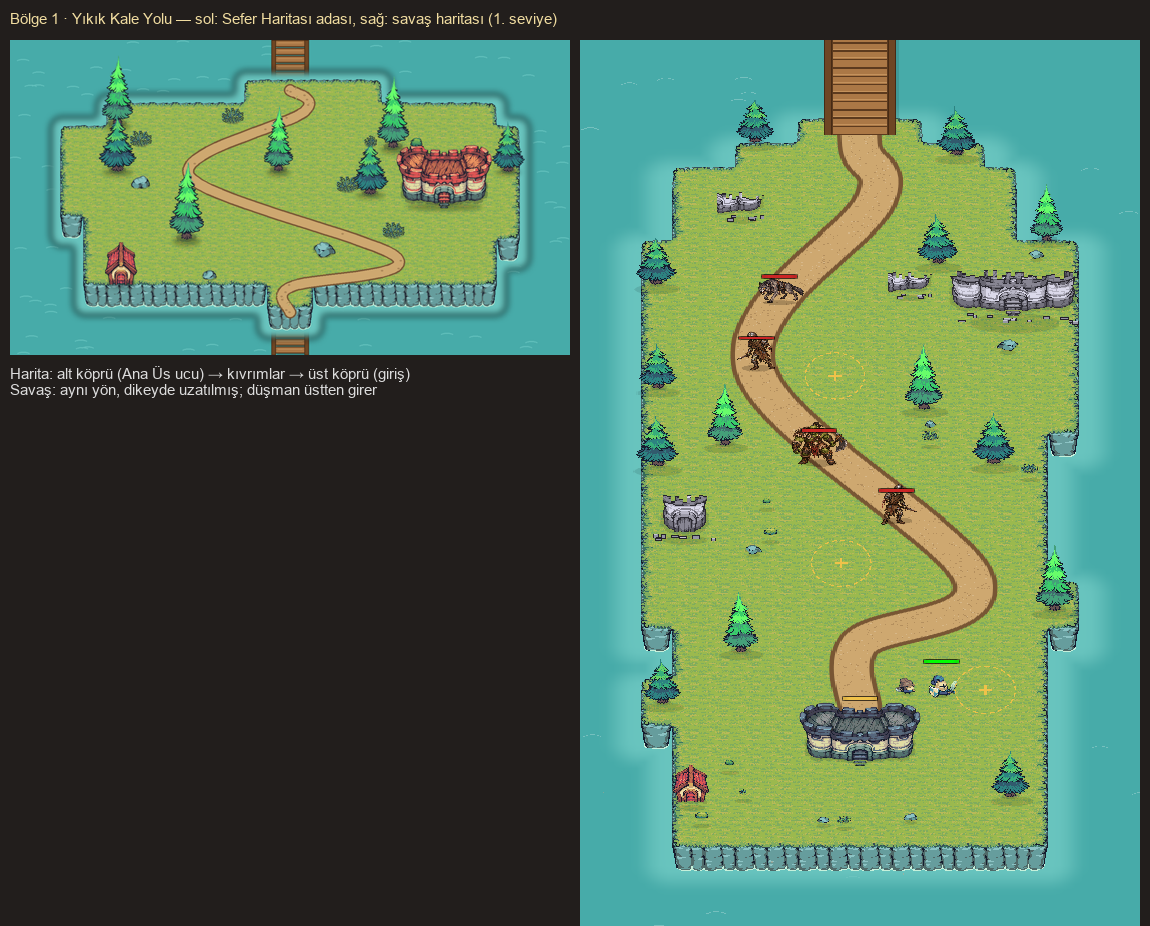 Bölge 1 · Yıkık Kale Yolu — sol: Sefer Haritası adası, sağ: savaş haritası (1. seviye)
Harita: alt köprü (Ana Üs ucu) → kıvrımlar → üst köprü (giriş)
Savaş: aynı yön, dikeyde uzatılmış; düşman üstten girer